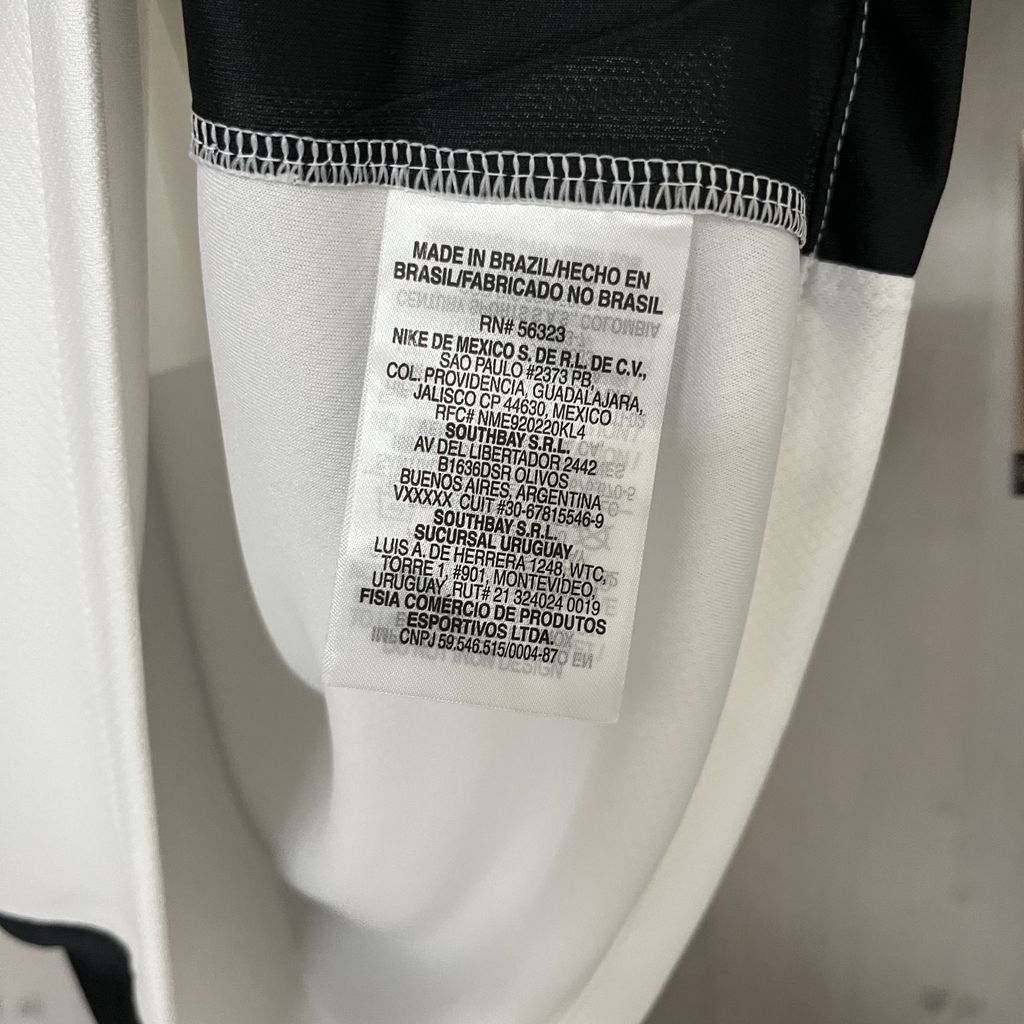 MADE IN BRAZIL/HECHO EN
BRASIL/FABRICADO NO BRASIL
RN# 56323
NIKE DE MEXICO S. DE R.L. DE C.V.,
SAO PAULO #2373 PB,
COL. PROVIDENCIA, GUADALAJARA,
JALISCO CP 44630, MEXICO
RFC# NME920220KL4
SOUTHBAY S.R.L.
AV DEL LIBERTADOR 2442
B1636DSR OLIVOS
BUENOS AIRES, ARGENTINA
VXXXXX CUIT #30-67815546-9
SOUTHBAY S.R.L.
SUCURSAL URUGUAY
LUIS A. DE HERRERA 1248, WTC,
TORRE 1, #901, MONTEVIDEO,
URUGUAY RUT# 21 324024 0019
FISIA COMÉRCIO DE PRODUTOS
ESPORTIVOS LTDA.
CNPJ 59.546.515/0004-87